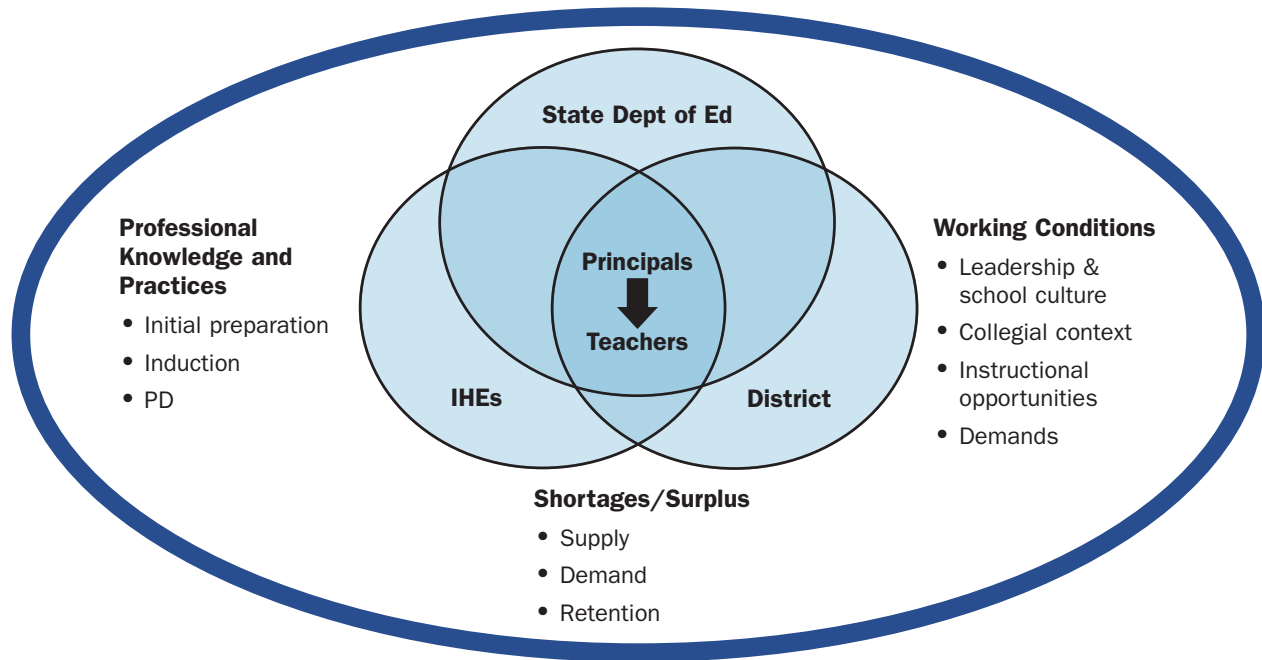 State Dept of Ed
Principals
Teachers
IHEs
District
Professional
Knowledge and
Practices
• Initial preparation
• Induction
• PD
Working Conditions
• Leadership &
school culture
• Collegial context
• Instructional
opportunities
• Demands
Shortages/Surplus
• Supply
• Demand
• Retention